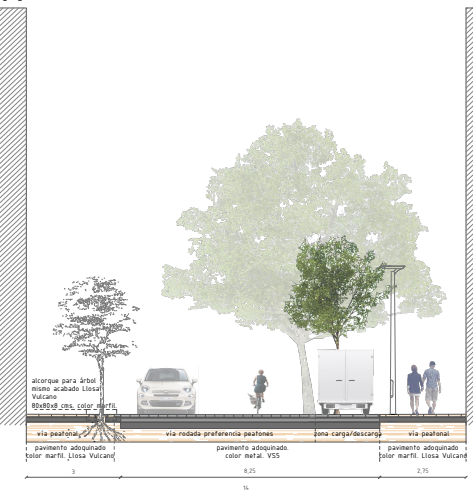 alcorque para árbol
mismo acabado Llosa
Vulcano
80x80x8 cms. color marfil.
vía peatonal
vía rodada preferencia peatones
zona carga/descarga
vía peatonal
pavimento adoquinado
color marfil. Llosa Vulcano
pavimento adoquinado.
color metal. VS5
pavimento adoquinado
color marfil. Llosa Vulcano
3
8,25
2,75
14